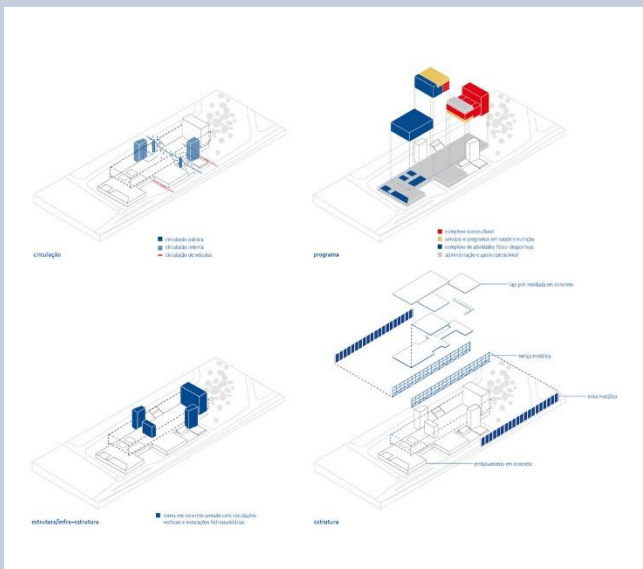 circulação
circulação pública
circulação interna
circulação de veículos
programa
complexo sociocultural
serviços e programas em saúde e nutrição
complexo de atividades físico-desportivas
administração e apoio operacional
estrutura/infra-estrutura
torres em concreto armado com circulações
verticais e instalações hidrossanitárias
laje pré-moldada em concreto
treliça metálica
brise metálico
embasamento em concreto
estrutura